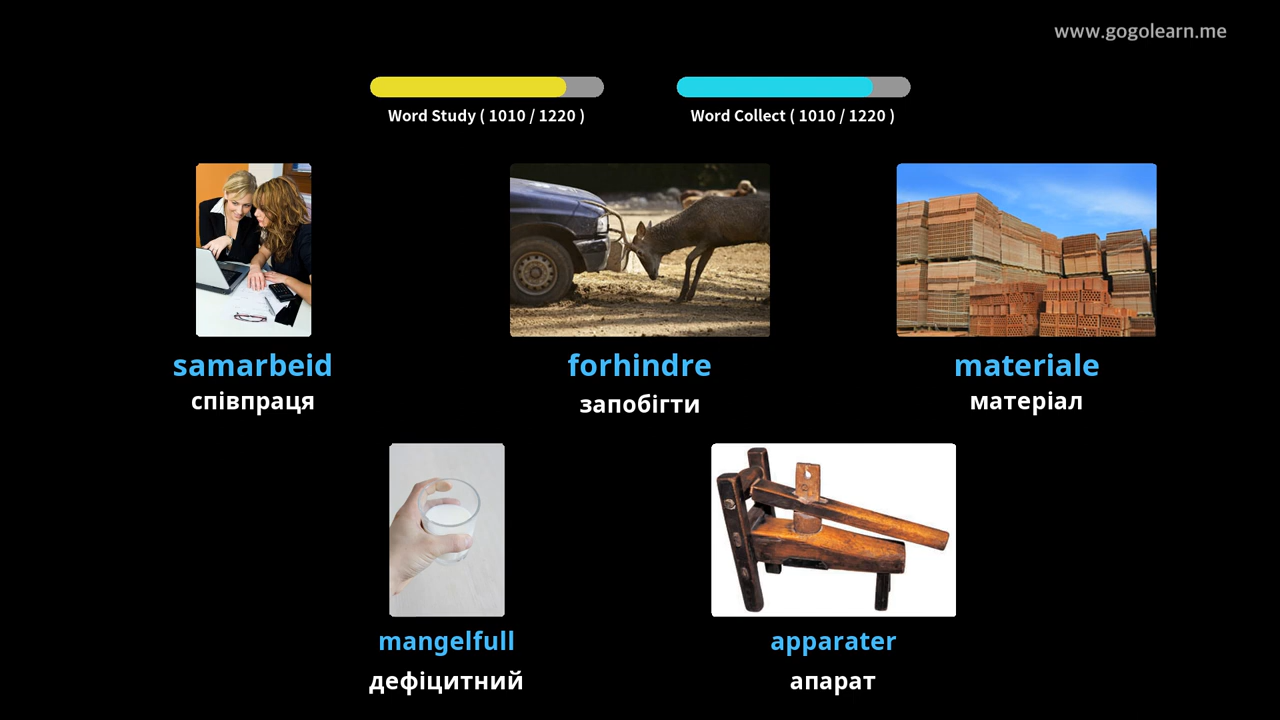 www.gogolearn.me
Word Study ( 1010 / 1220 )
Word Collect ( 1010 / 1220 )
samarbeid
співпраця
forhindre
запобігти
materiale
матеріал
mangelfull
дефіцитний
apparater
апарат